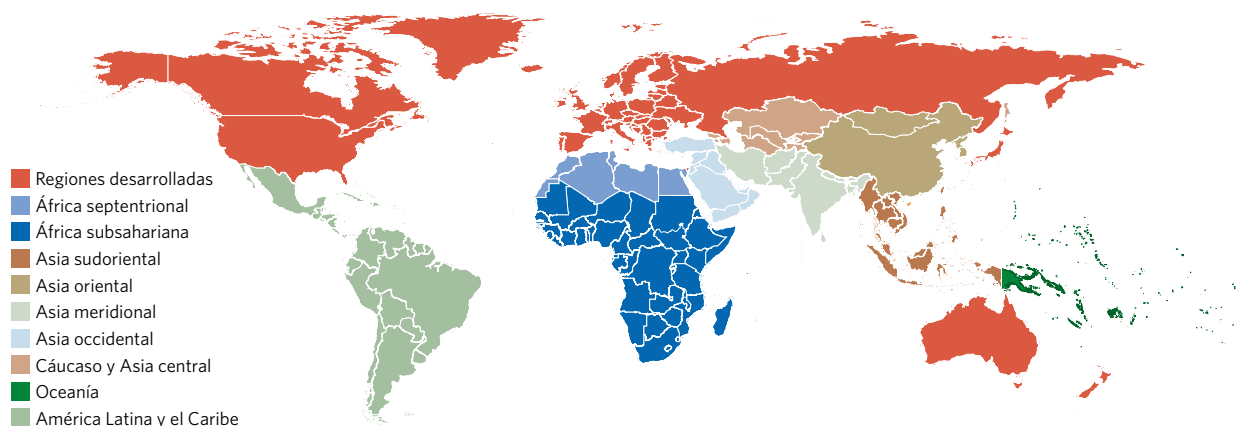 Regiones desarrolladas
África septentrional
África subsahariana
Asia sudoriental
Asia oriental
Asia meridional
Asia occidental
Cáucaso y Asia central
Oceanía
América Latina y el Caribe